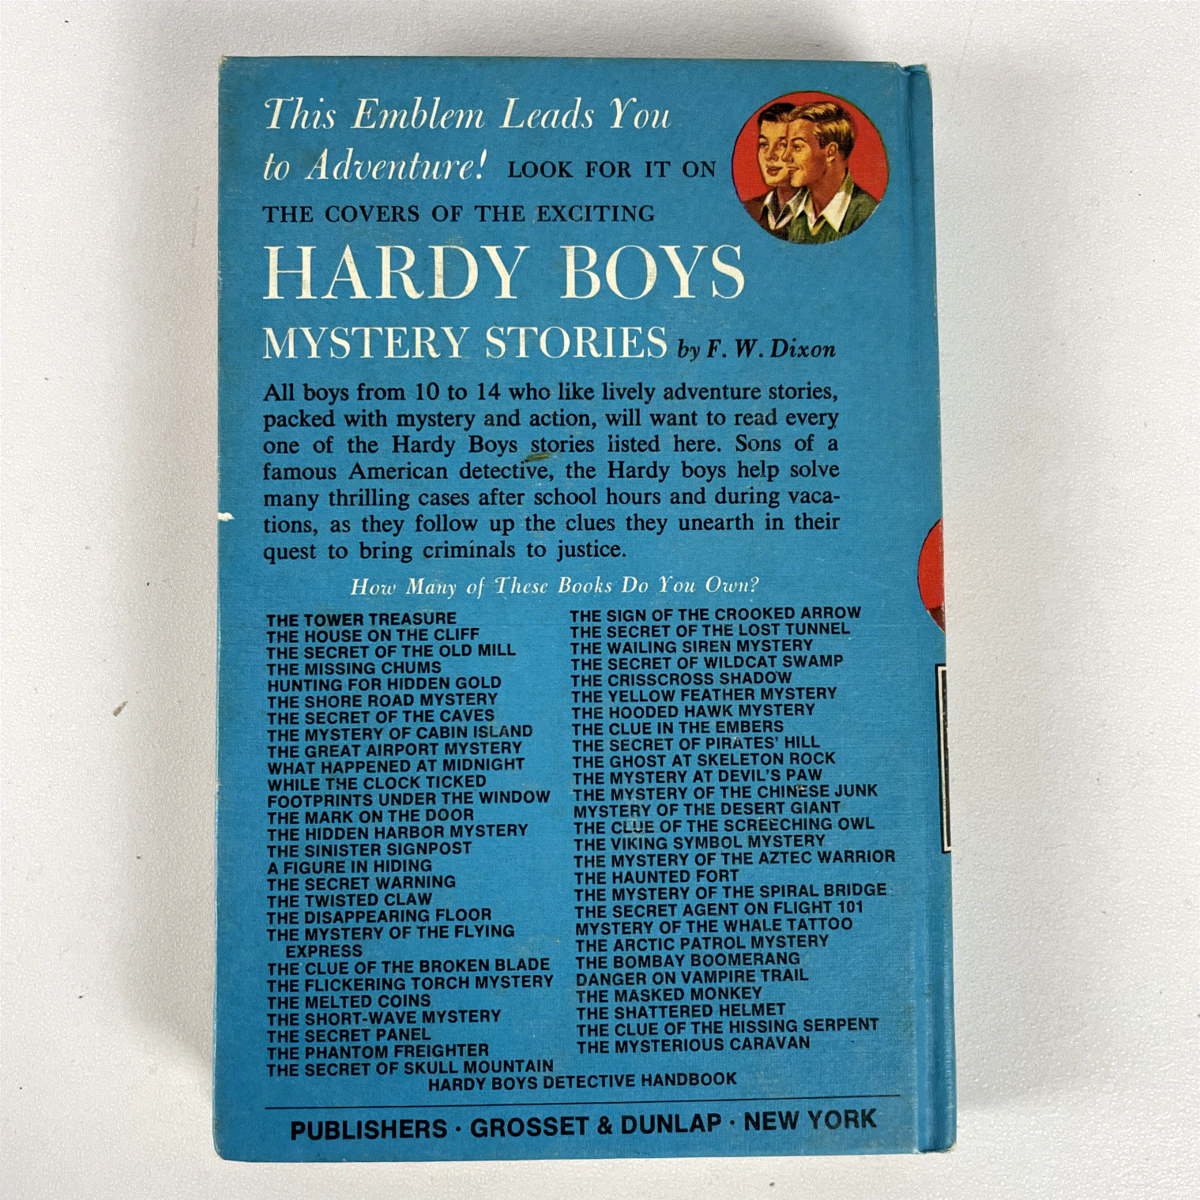 This Emblem Leads You
to Adventure! LOOK FOR IT ON
THE COVERS OF THE EXCITING
HARDY BOYS
MYSTERY STORIES by F. W. Dixon
All boys from 10 to 14 who like lively adventure stories,
packed with mystery and action, will want to read every
one of the Hardy Boys stories listed here. Sons of a
famous American detective, the Hardy boys help solve
many thrilling cases after school hours and during vaca-
tions, as they follow up the clues they unearth in their
quest to bring criminals to justice.
How Many of These Books Do You Own?
THE TOWER TREASURE
THE HOUSE ON THE CLIFF
THE SECRET OF THE OLD MILL
THE MISSING CHUMS
HUNTING FOR HIDDEN GOLD
THE SHORE ROAD MYSTERY
THE SECRET OF THE CAVES
THE MYSTERY OF CABIN ISLAND
THE GREAT AIRPORT MYSTERY
WHAT HAPPENED AT MIDNIGHT
WHILE THE CLOCK TICKED
FOOTPRINTS UNDER THE WINDOW
THE MARK ON THE DOOR
THE HIDDEN HARBOR MYSTERY
THE SINISTER SIGNPOST
A FIGURE IN HIDING
THE SECRET WARNING
THE TWISTED CLAW
THE DISAPPEARING FLOOR
THE MYSTERY OF THE FLYING
EXPRESS
THE CLUE OF THE BROKEN BLADE
THE FLICKERING TORCH MYSTERY
THE MELTED COINS
THE SHORT-WAVE MYSTERY
THE SECRET PANEL
THE PHANTOM FREIGHTER
THE SECRET OF SKULL MOUNTAIN
THE SIGN OF THE CROOKED ARROW
THE SECRET OF THE LOST TUNNEL
THE WAILING SIREN MYSTERY
THE SECRET OF WILDCAT SWAMP
THE CRISSCROSS SHADOW
THE YELLOW FEATHER MYSTERY
THE HOODED HAWK MYSTERY
THE CLUE IN THE EMBERS
THE SECRET OF PIRATES' HILL
THE GHOST AT SKELETON ROCK
THE MYSTERY AT DEVIL'S PAW
THE MYSTERY OF THE CHINESE JUNK
MYSTERY OF THE DESERT GIANT
THE CLUE OF THE SCREECHING OWL
THE VIKING SYMBOL MYSTERY
THE MYSTERY OF THE AZTEC WARRIOR
THE HAUNTED FORT
THE MYSTERY OF THE SPIRAL BRIDGE
THE SECRET AGENT ON FLIGHT 101
MYSTERY OF THE WHALE TATTOO
THE ARCTIC PATROL MYSTERY
THE BOMBAY BOOMERANG
DANGER ON VAMPIRE TRAIL
THE MASKED MONKEY
THE SHATTERED HELMET
THE CLUE OF THE HISSING SERPENT
THE MYSTERIOUS CARAVAN
HARDY BOYS DETECTIVE HANDBOOK
PUBLISHERS · GROSSET & DUNLAP · NEW YORK